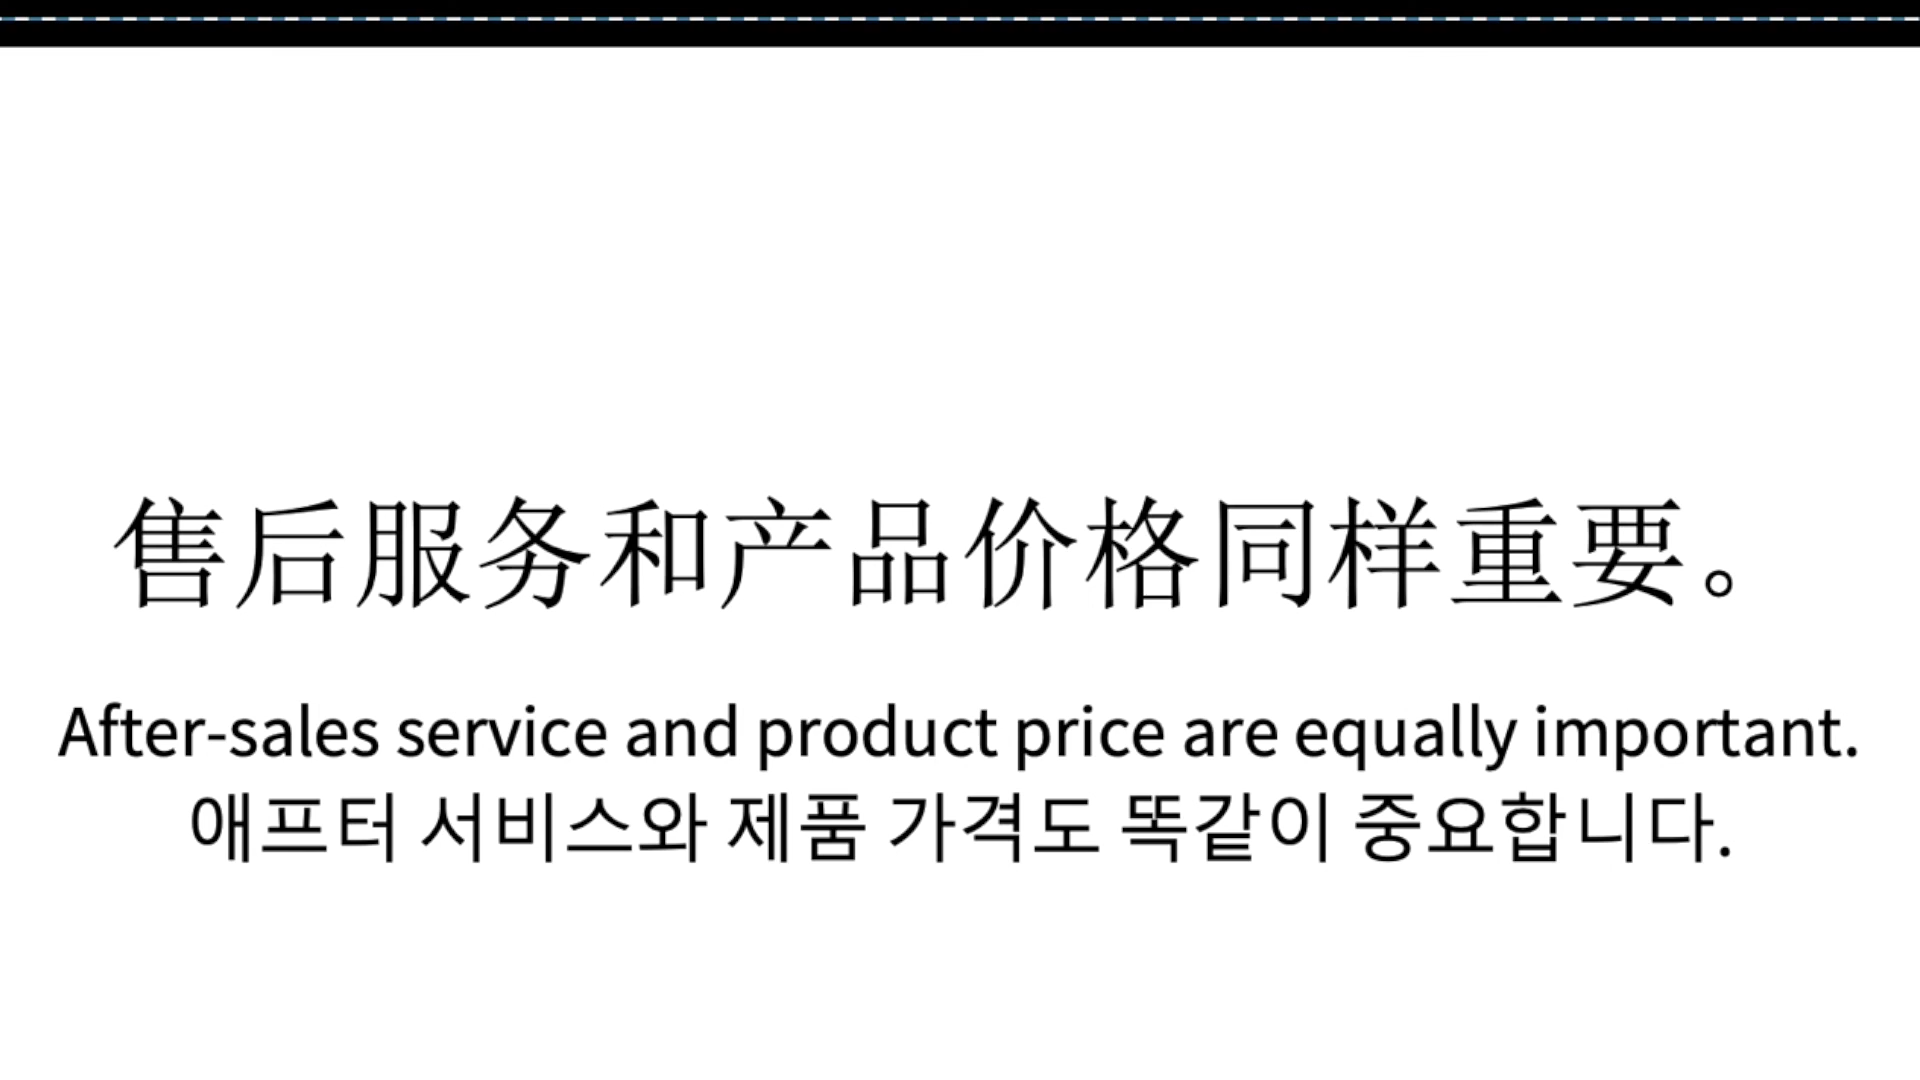 售后服务和产品价格同样重要。
After-sales service and product price are equally important.
애프터 서비스와 제품 가격도 똑같이 중요합니다.